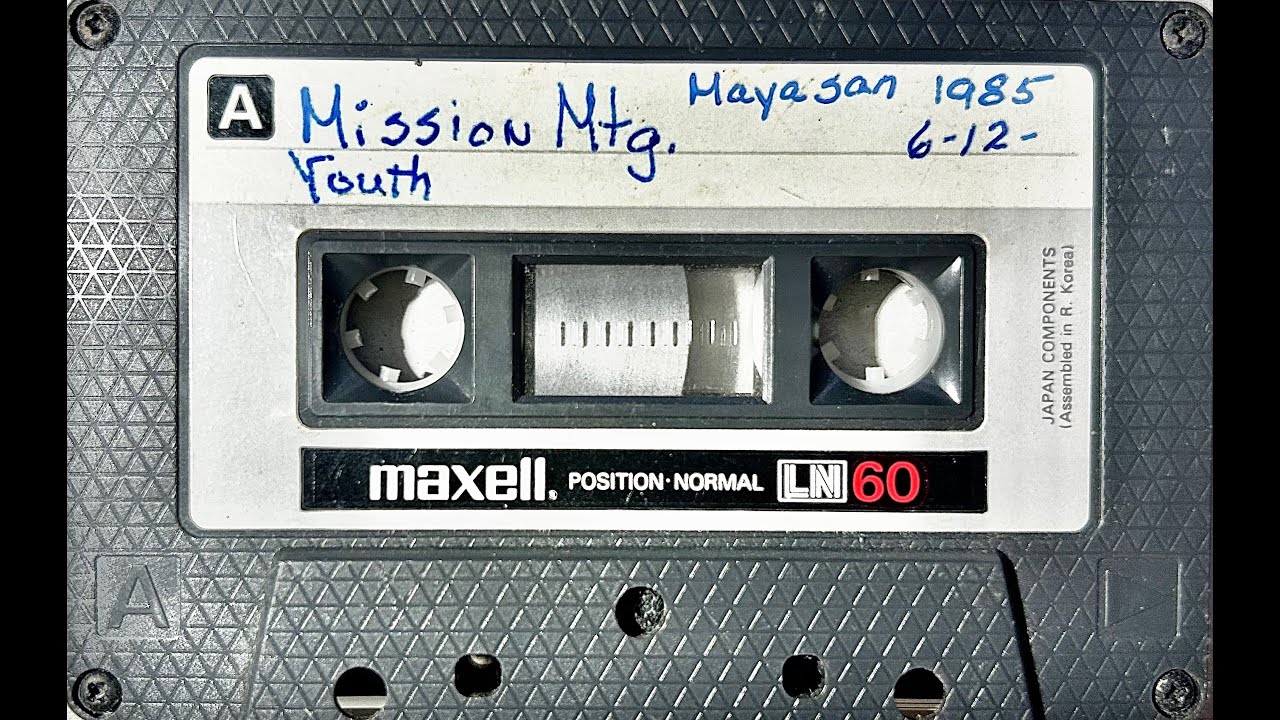 A
Mission Mtg. Mayasan 1985
6-12-
Youth
JAPAN COMPONENTS
(Assembled in R. Korea)
maxell. POSITION·NORMAL LN 60
A